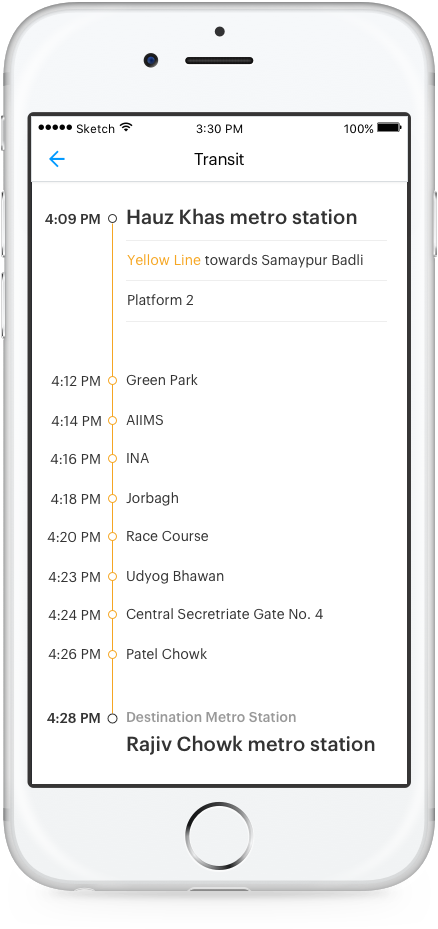 Sketch 3:30 PM 100%
Transit
4:09 PM Hauz Khas metro station
Yellow Line towards Samaypur Badli
Platform 2
4:12 PM Green Park
4:14 PM AIIMS
4:16 PM INA
4:18 PM Jorbagh
4:20 PM Race Course
4:23 PM Udyog Bhawan
4:24 PM Central Secretriate Gate No. 4
4:26 PM Patel Chowk
4:28 PM Destination Metro Station
Rajiv Chowk metro station